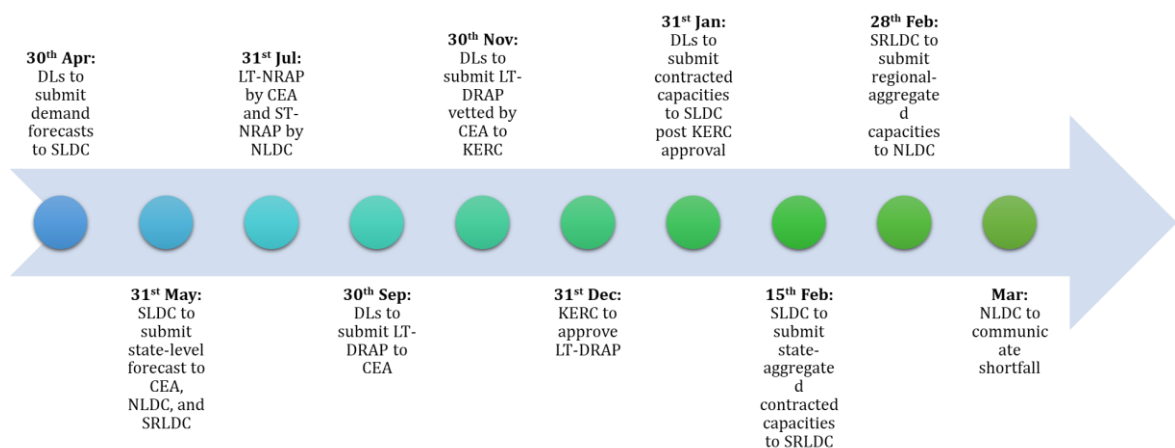 30th Apr:
DLs to
submit
demand
forecasts
to SLDC
31st May:
SLDC to
submit
state-level
forecast to
CEA,
NLDC, and
SRLDC
31st Jul:
LT-NRAP
by CEA
and ST-
NRAP by
NLDC
30th Sep:
DLs to
submit LT-
DRAP to
CEA
30th Nov:
DLs to
submit LT-
DRAP
vetted by
CEA to
KERC
31st Dec:
KERC to
approve
LT-DRAP
31st Jan:
DLs to
submit
contracted
capacities
to SLDC
post KERC
approval
15th Feb:
SLDC to
submit
state-
aggregate
d
contracted
capacities
to SRLDC
28th Feb:
SRLDC to
submit
regional-
aggregate
d
capacities
to NLDC
Mar:
NLDC to
communic
ate
shortfall